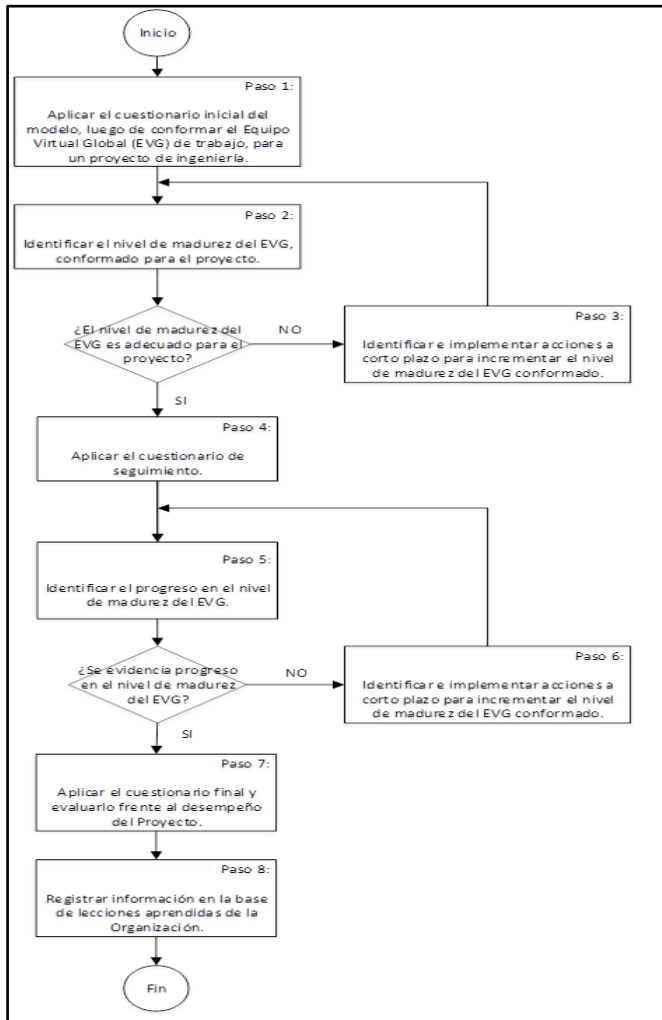 Inicio
Paso 1:
Aplicar el cuestionario inicial del
modelo, luego de conformar el Equipo
Virtual Global (EVG) de trabajo, para
un proyecto de ingeniería.
Paso 2:
Identificar el nivel de madurez del EVG,
conformado para el proyecto.
¿El nivel de madurez del
EVG es adecuado para el
proyecto?
NO
Paso 3:
Identificar e implementar acciones a
corto plazo para incrementar el nivel
de madurez del EVG conformado.
SI
Paso 4:
Aplicar el cuestionario de
seguimiento.
Paso 5:
Identificar el progreso en el nivel
de madurez del EVG.
¿Se evidencia progreso
en el nivel de madurez
del EVG?
NO
Paso 6:
Identificar e implementar acciones a
corto plazo para incrementar el nivel
de madurez del EVG conformado.
SI
Paso 7:
Aplicar el cuestionario final y
evaluarlo frente al desempeño
del Proyecto.
Paso 8:
Registrar información en la base
de lecciones aprendidas de la
Organización.
Fin